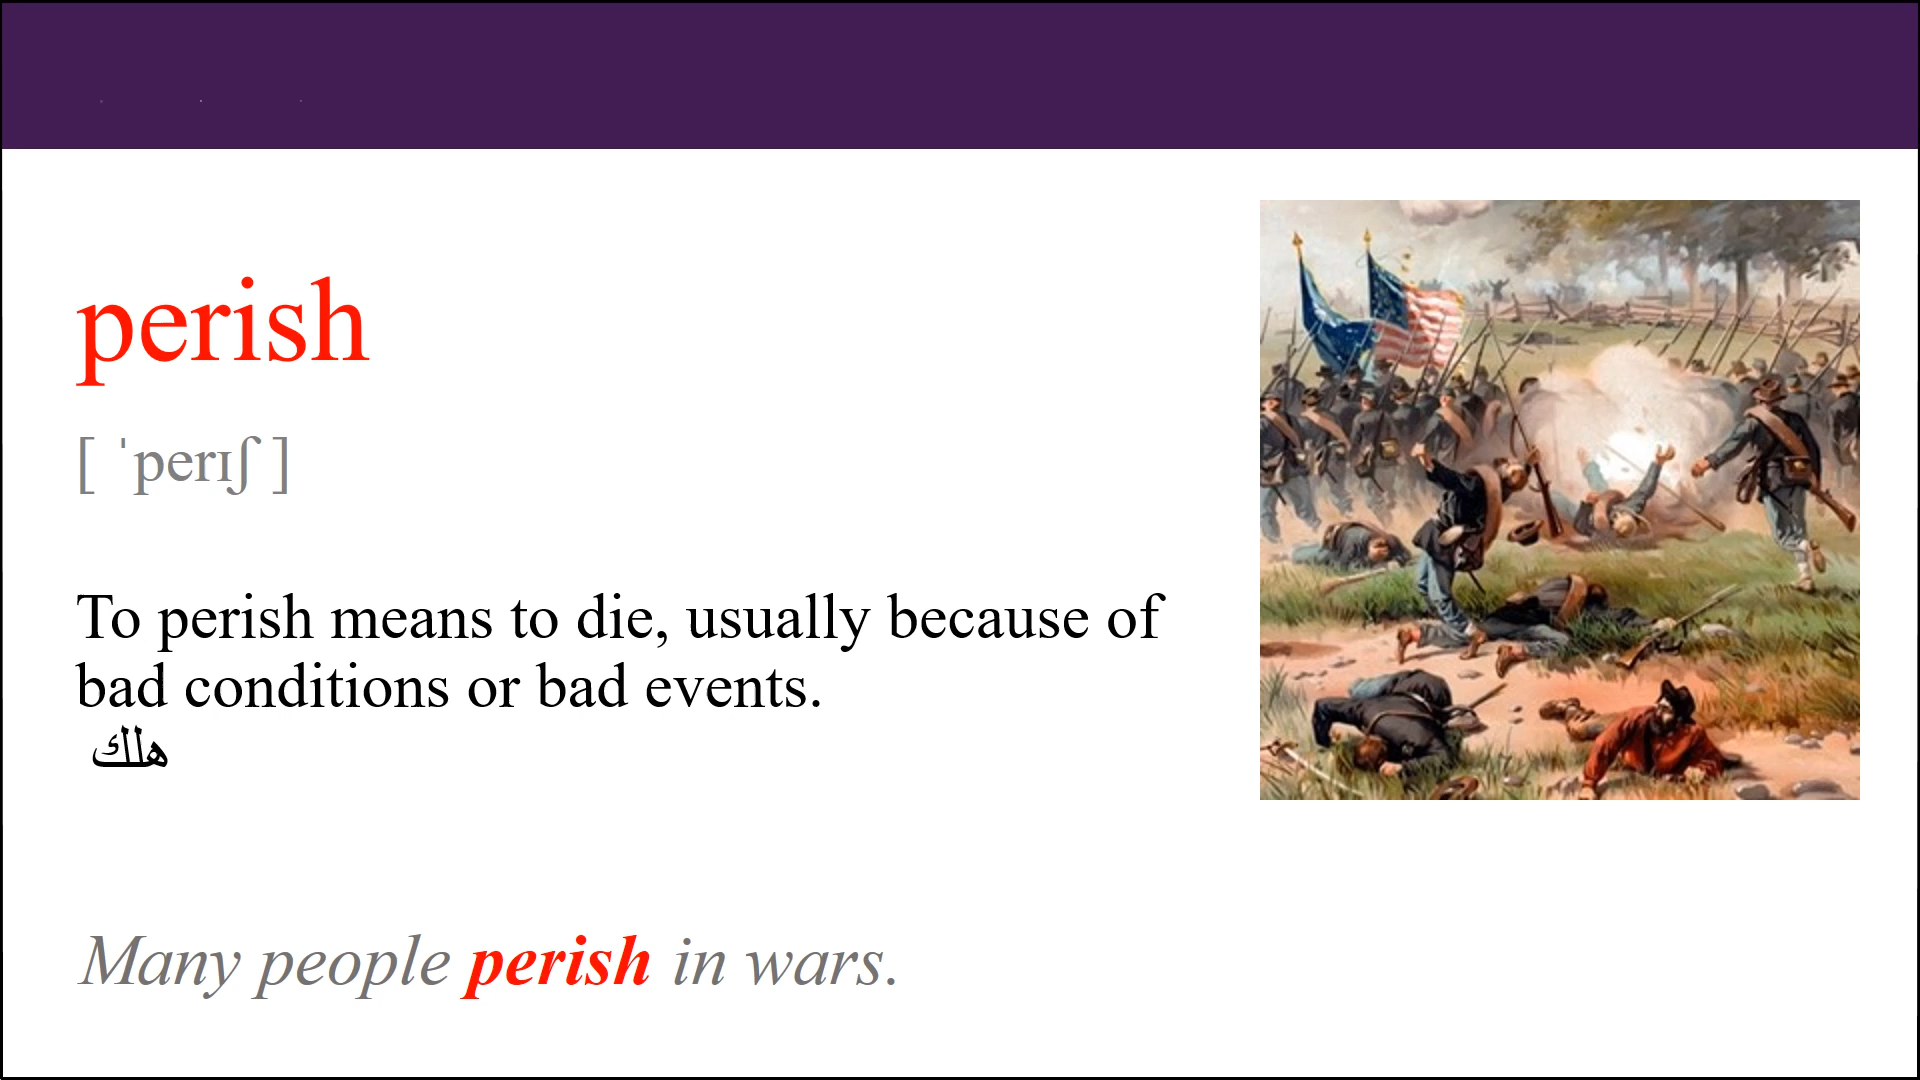 perish
[ ˈperɪʃ ]
To perish means to die, usually because of
bad conditions or bad events.
هلك
Many people perish in wars.